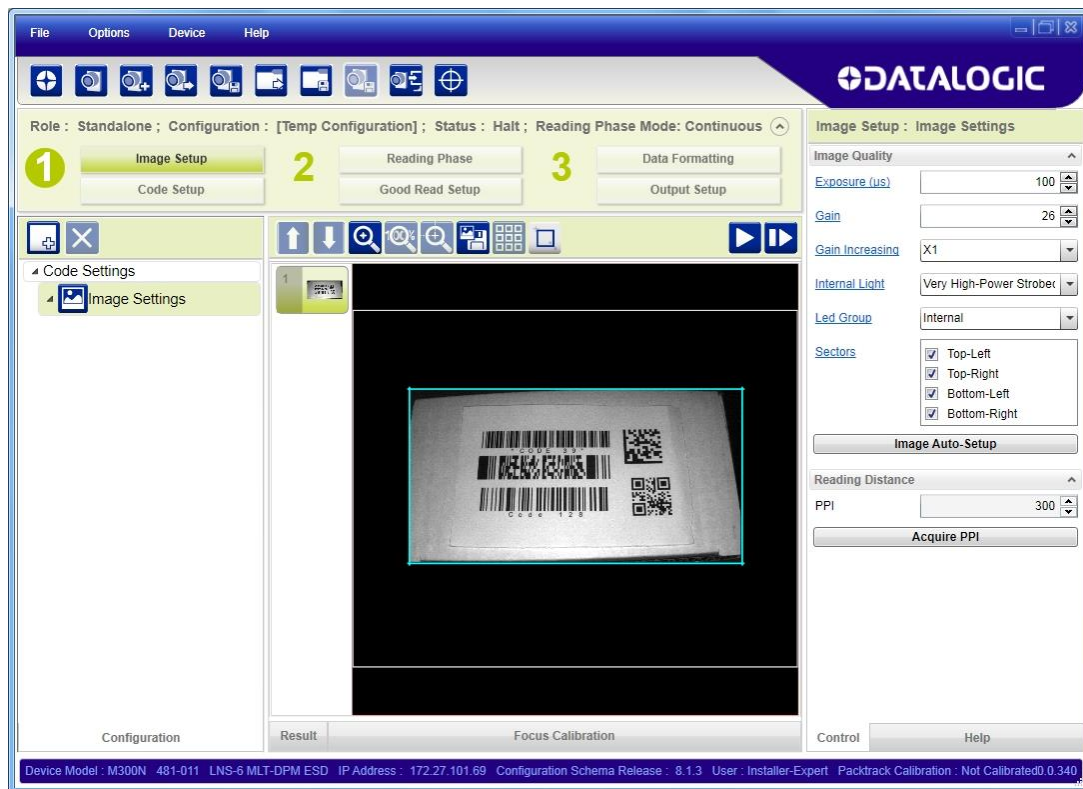 File Options Device Help
DATALOGIC
Role : Standalone ; Configuration : [Temp Configuration] ; Status : Halt ; Reading Phase Mode: Continuous
1 Image Setup 2 Reading Phase 3 Data Formatting
Code Setup Good Read Setup Output Setup
Image Setup : Image Settings
Image Quality
Exposure (us) 100
Gain 26
Gain Increasing X1
Internal Light Very High-Power Strobec
Led Group Internal
Sectors Top-Left
Top-Right
Bottom-Left
Bottom-Right
Image Auto-Setup
Reading Distance
PPI 300
Acquire PPI
100%
Code Settings
Image Settings
1
*CODE 39*
Code 128
Configuration
Result Focus Calibration
Control Help
Device Model : M300N 481-011 LNS-6 MLT-DPM ESD IP Address : 172.27.101.69 Configuration Schema Release : 8.1.3 User : Installer-Expert Packtrack Calibration : Not Calibrated0.0.340